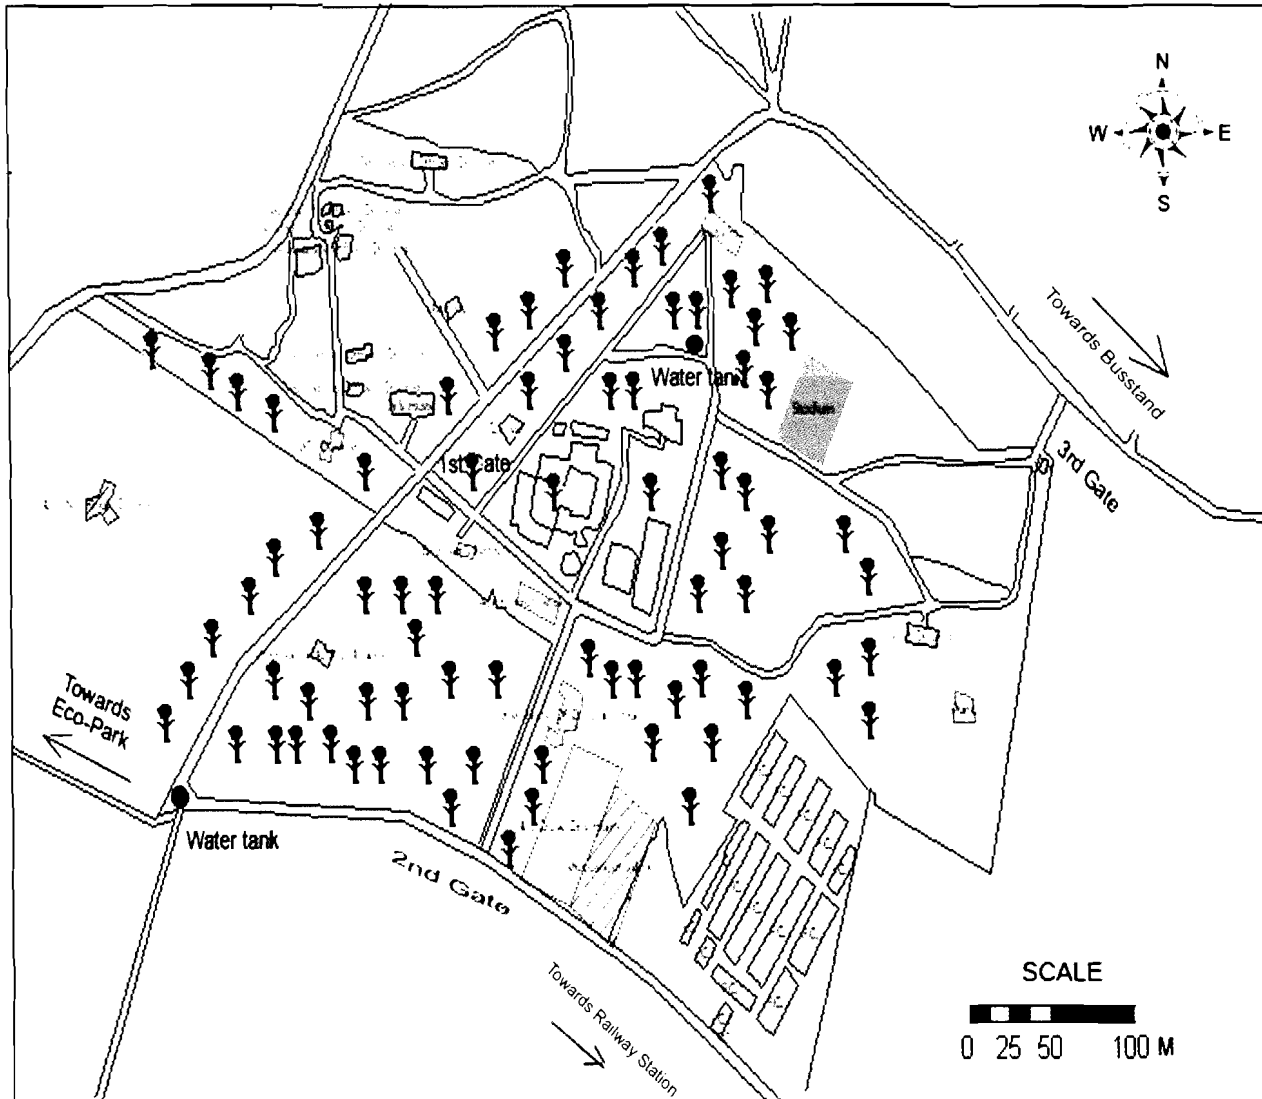 N
W E
S
Towards Busstand
Water tank
Stadium
1st Gate
3rd Gate
Towards
Eco-Park
Water tank
2nd Gate
SCALE
0 25 50 100 M
Towards Railway Station